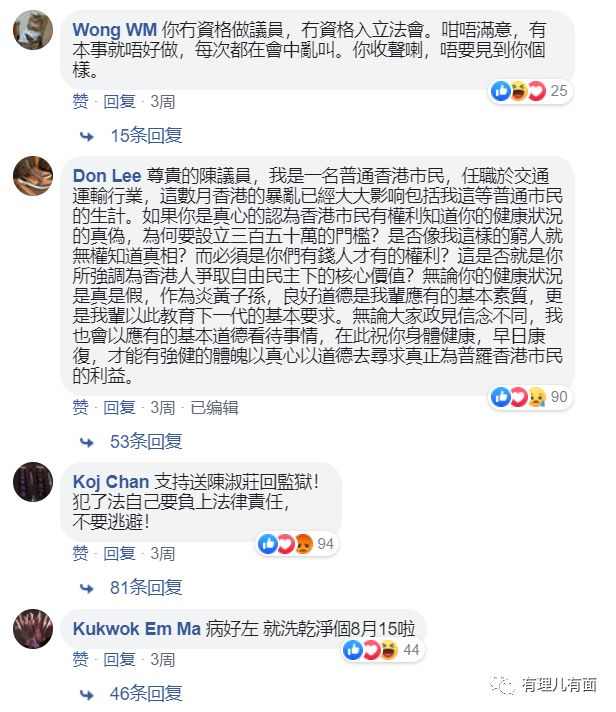 Wong WM 你冇資格做議員，冇資格入立法會。咁唔滿意，有
本事就唔好做，每次都在會中亂叫。你收聲喇，唔要見到你個
樣。
25
赞 · 回复 · 3周
15条回复
Don Lee 尊貴的陳議員，我是一名普通香港市民，任職於交通
運輸行業，這數月香港的暴亂已經大大影响包括我這等普通市民
的生計。如果你是真心的認為香港市民有權利知道你的健康狀況
的真偽，為何要設立三百五十萬的門檻？是否像我這樣的窮人就
無權知道真相？而必須是你們有錢人才有的權利？這是否就是你
所強調為香港人爭取自由民主下的核心價值？無論你的健康狀況
是真是假，作為炎黃子孫，良好道德是我輩應有的基本素質，更
是我輩以此教育下一代的基本要求。無論大家政見信念不同，我
也會以應有的基本道德看待事情，在此祝你身體健康，早日康
復，才能有強健的體魄以真心以道德去尋求真正為普羅香港市民
的利益。
90
赞 · 回复 · 3周 · 已编辑
53条回复
Koj Chan 支持送陳淑莊回監獄！
犯了法自己要負上法律責任，
不要逃避！
94
赞 · 回复 · 3周
81条回复
Kukwok Em Ma 病好左 就洗乾淨個8月15啦
44
赞 · 回复 · 3周
46条回复
有理儿有面